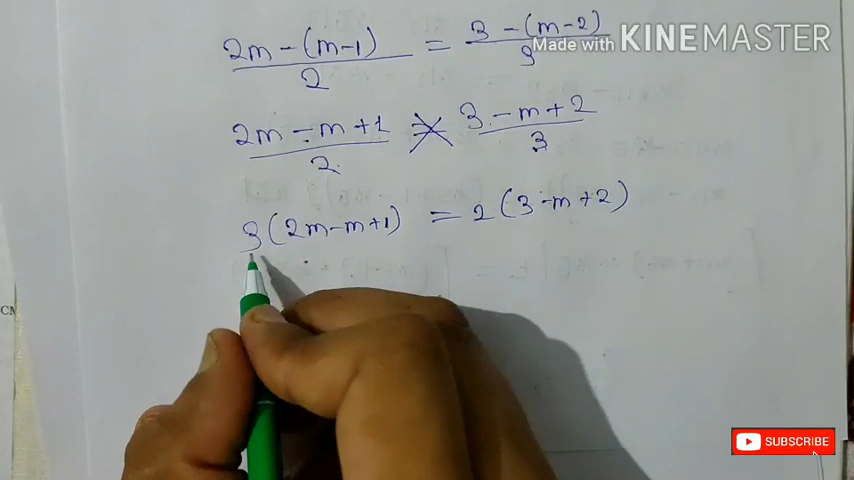 2m - (m-1) / 2 = 3 - (m-2) / 3
Made with KINEMASTER
2m - m + 1 / 2 = 3 - m + 2 / 3
3 (2m - m + 1) = 2 (3 - m + 2)
CM
SUBSCRIBE